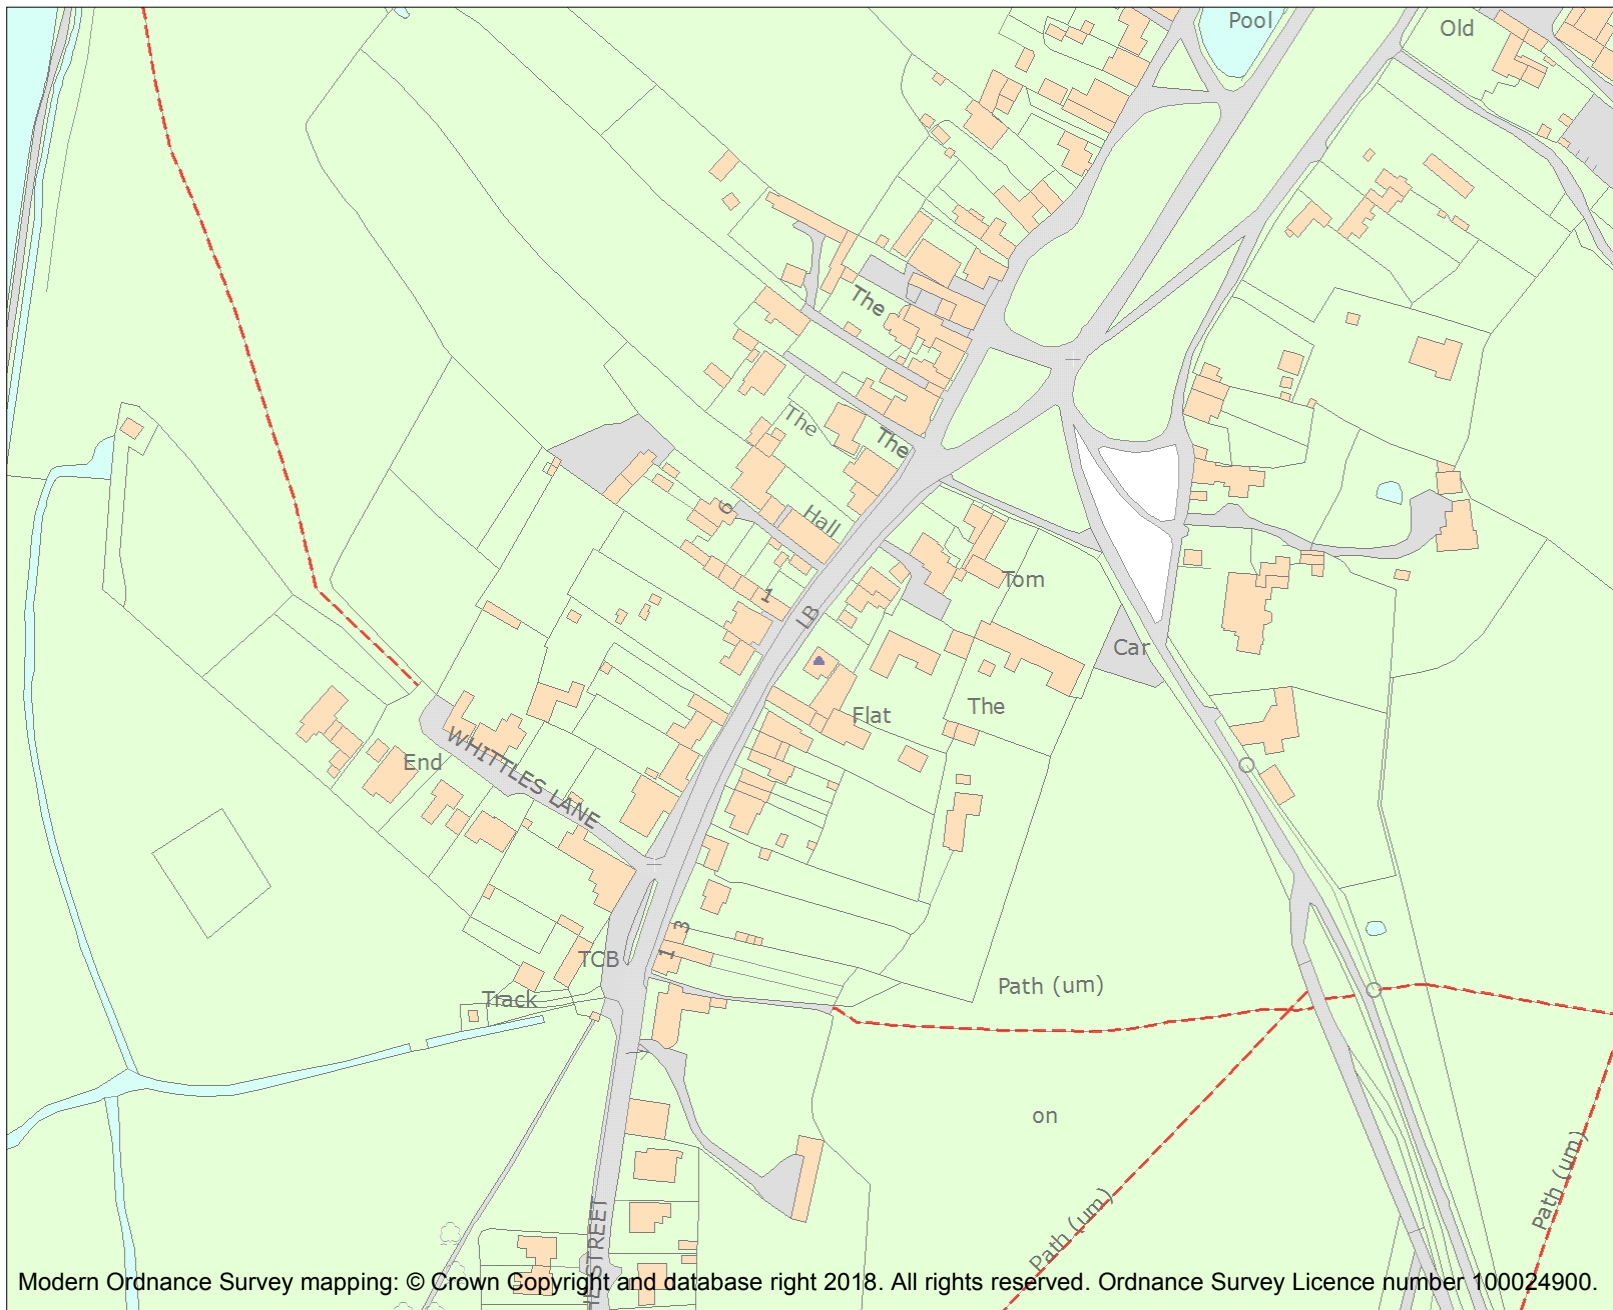 Pool
Old
The
The
The
6
Hall
Tom
1
LB
Car
The
Flat
WHITTLES LANE
End
3
1
TCB
Track
Path (um)
on
Path (um)
Path (um)
STREET
Modern Ordnance Survey mapping: © Crown Copyright and database right 2018. All rights reserved. Ordnance Survey Licence number 100024900.